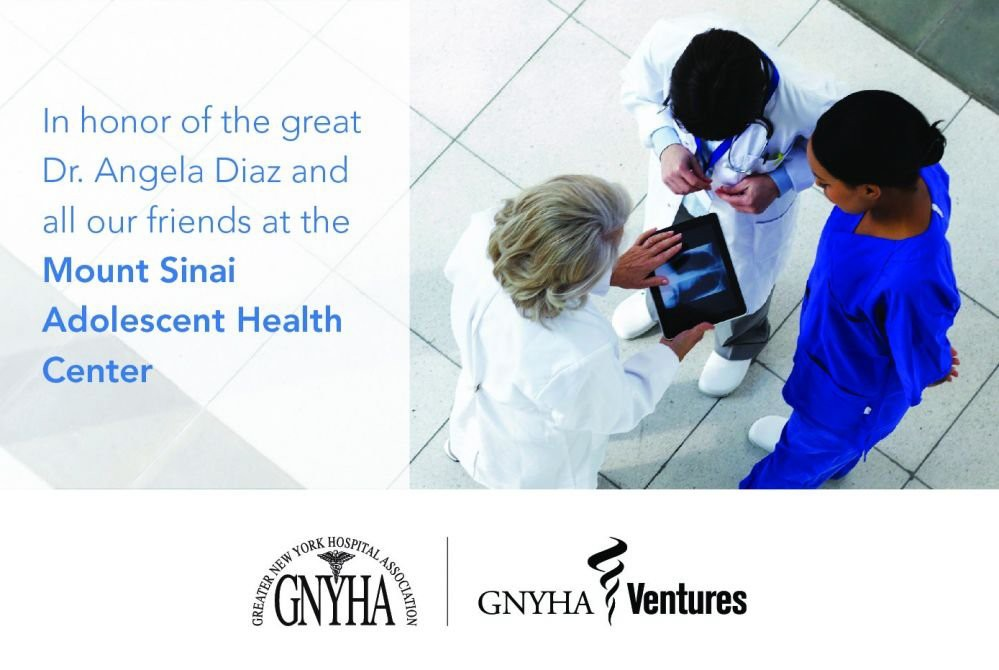 In honor of the great
Dr. Angela Diaz and
all our friends at the
Mount Sinai
Adolescent Health
Center
GREATER NEW YORK HOSPITAL ASSOCIATION
GNYHA
GNYHA Ventures